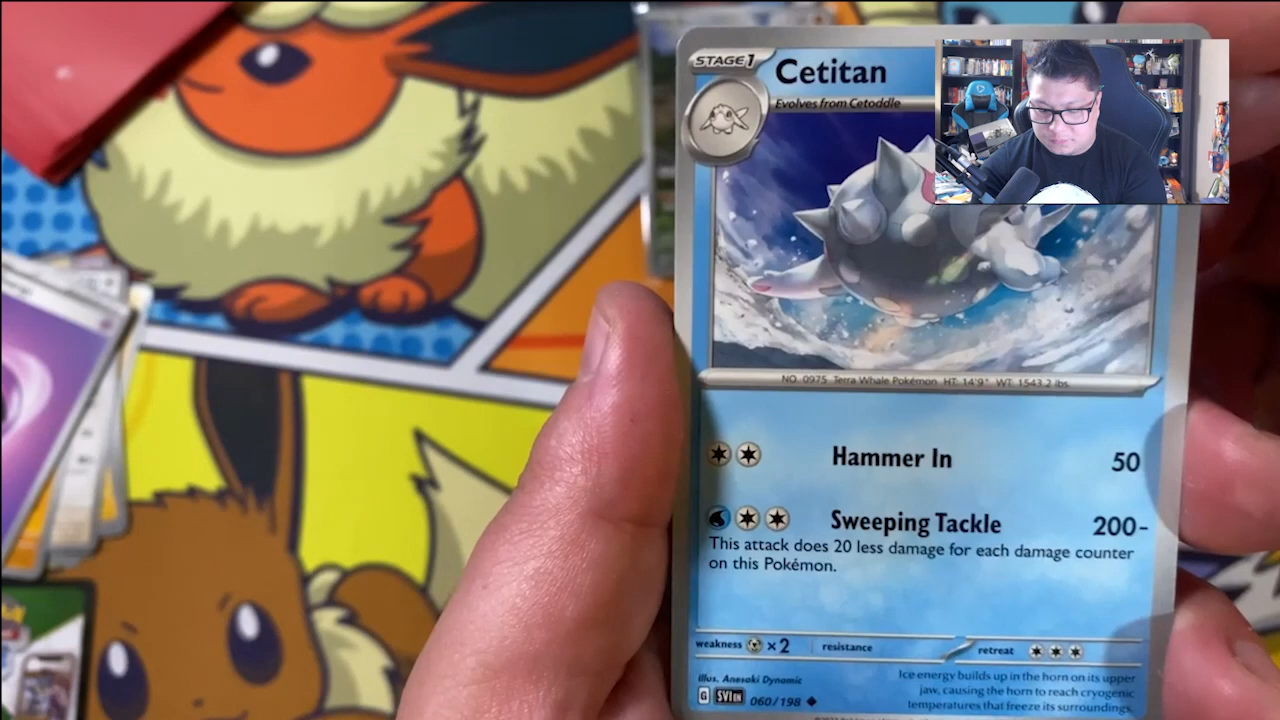 STAGE1
Cetitan
Evolves from Cetoddle
NO. 0975 Terra Whale Pokémon HT: 14'9" WT: 1543.2 lbs.
Hammer In 50
Sweeping Tackle 200-
This attack does 20 less damage for each damage counter
on this Pokémon.
weakness ×2 resistance retreat
Illus. Anesaki Dynamic
G SVI EN 060/198
Ice energy builds up in the horn on its upper
jaw, causing the horn to reach cryogenic
temperatures that freeze its surroundings.